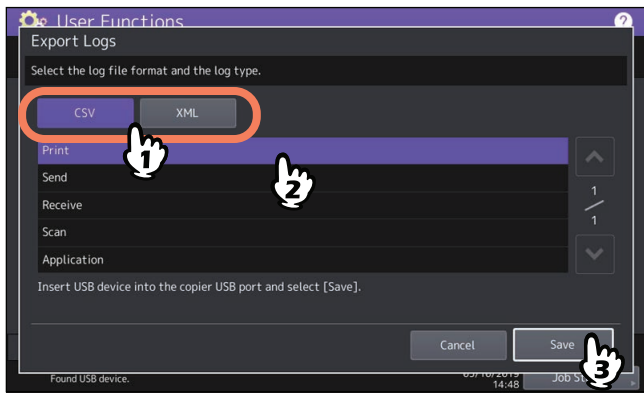 User Functions
?
Export Logs
Select the log file format and the log type.
CSV
XML
1
Print
2
Send
Receive
Scan
Application
1
1
Insert USB device into the copier USB port and select [Save].
Cancel
Save
3
Found USB device.
14:48
Job St